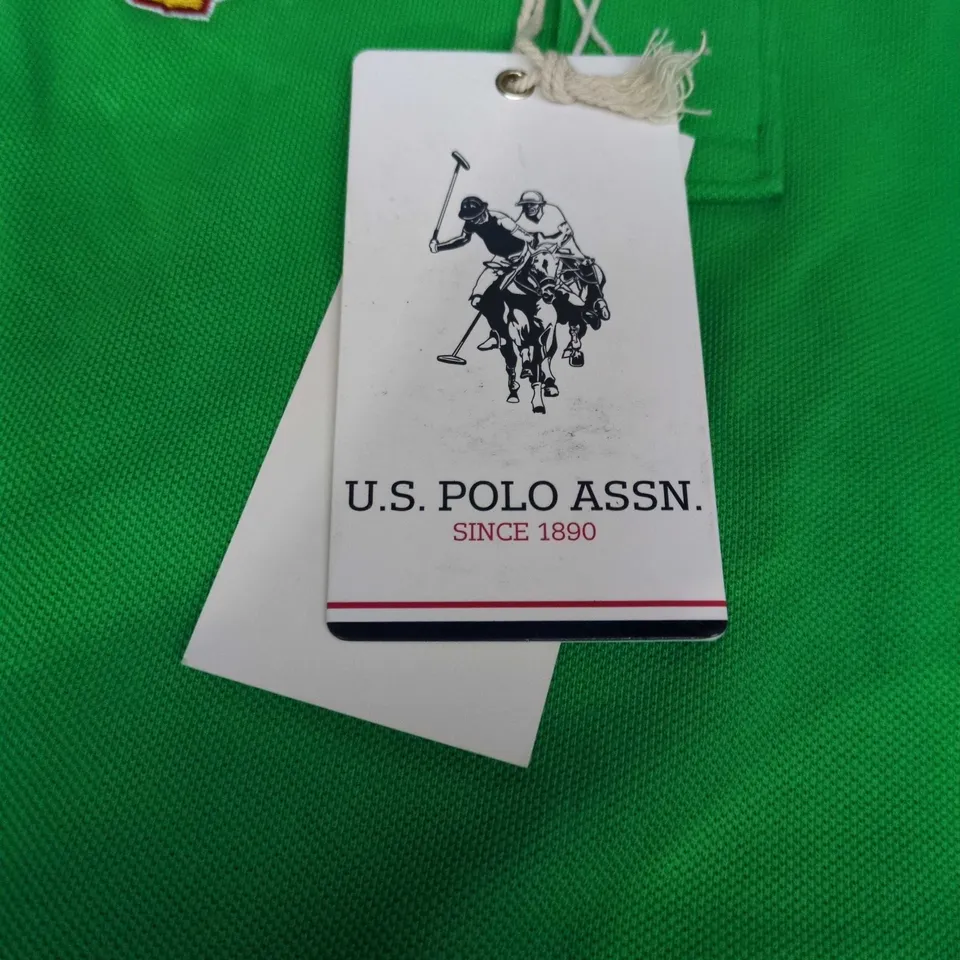 U.S. POLO ASSN.
SINCE 1890